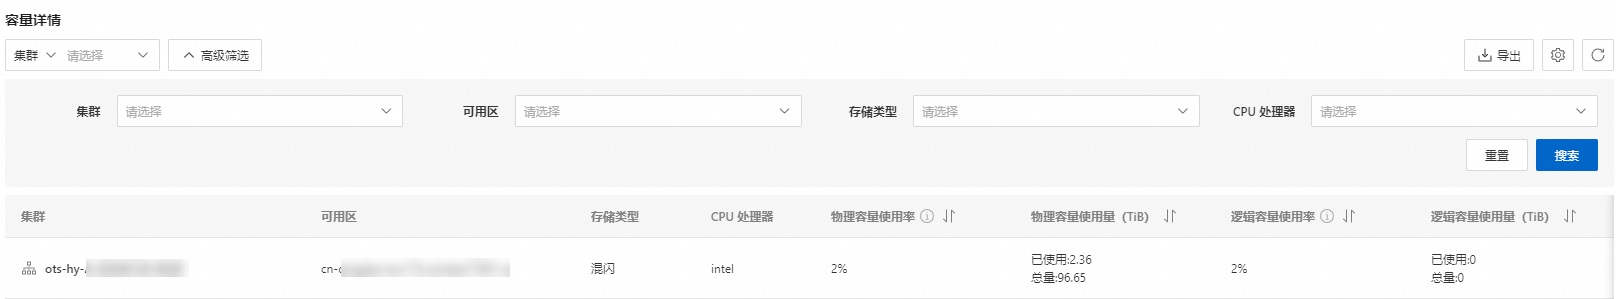 容量详情
集群 请选择 高级筛选 导出
集群 请选择 可用区 请选择 存储类型 请选择 CPU 处理器 请选择
重置 搜索
集群 可用区 存储类型 CPU 处理器 物理容量使用率 物理容量使用量（TiB） 逻辑容量使用率 逻辑容量使用量（TiB）
ots-hy- cn- 混闪 intel 2% 已使用:2.36 2% 已使用:0
总量:96.65 总量:0